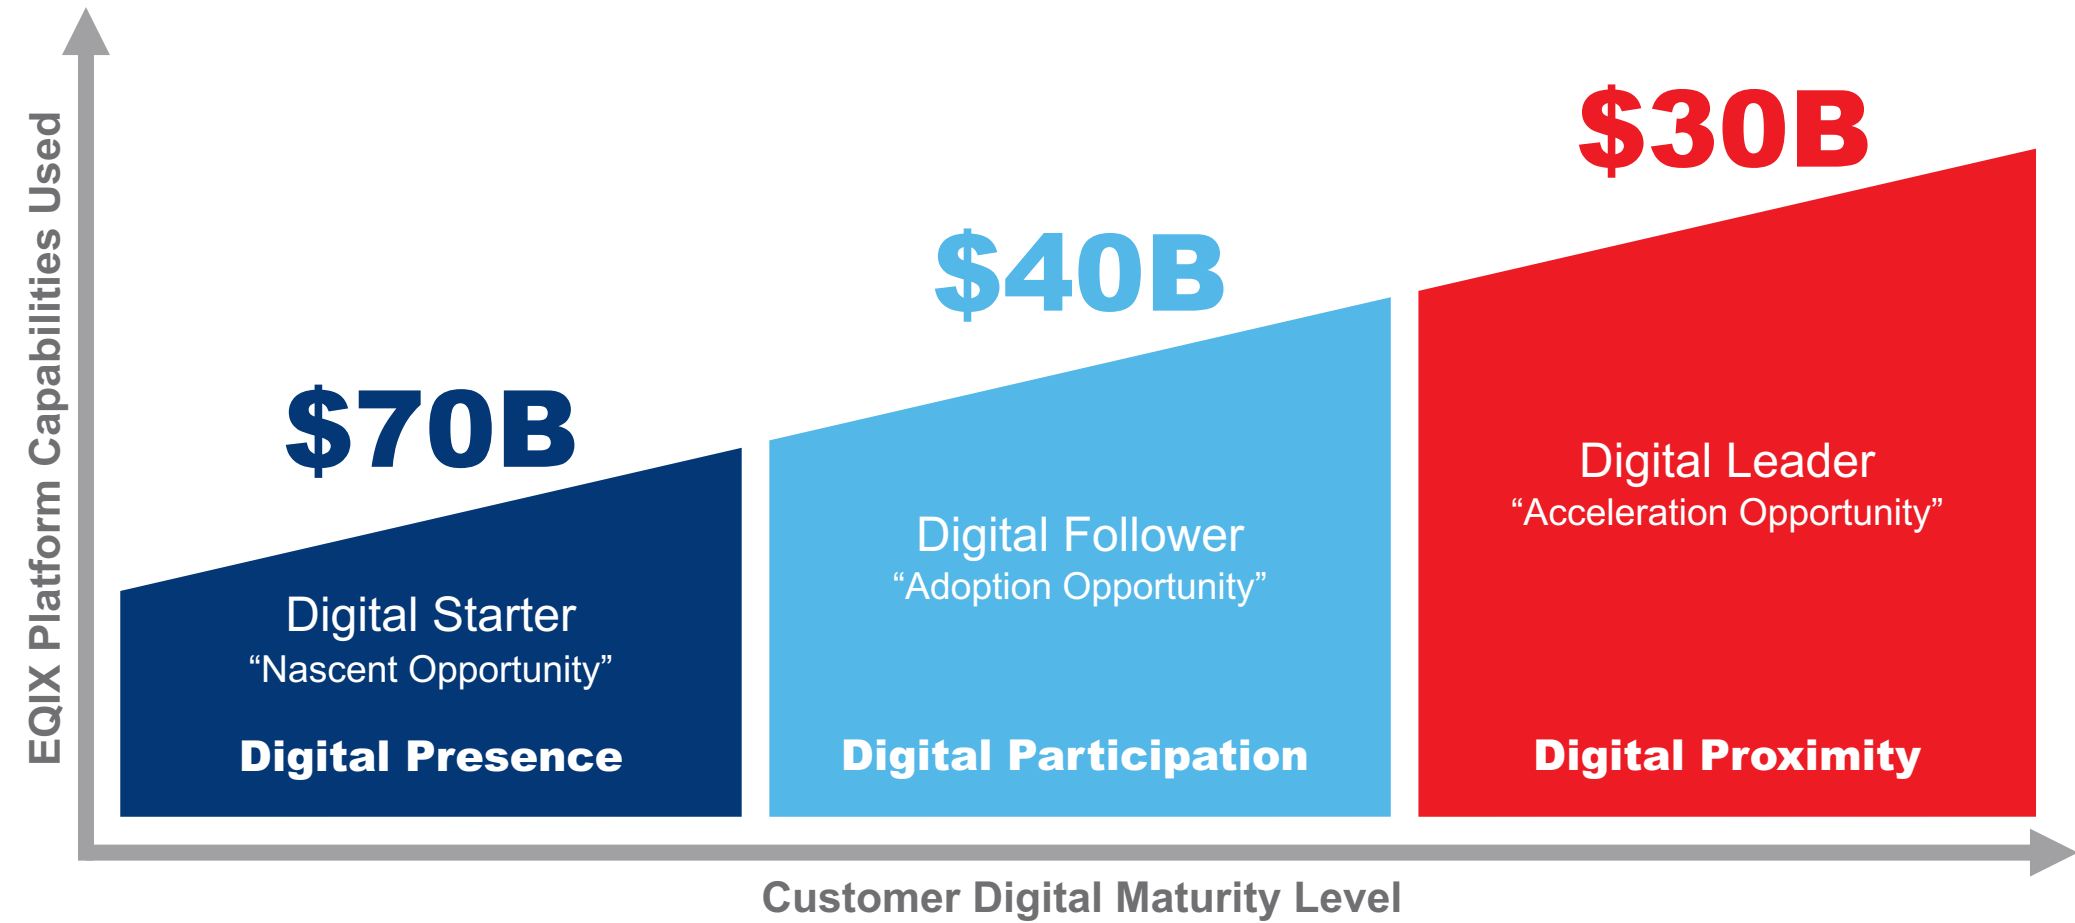 EQIX Platform Capabilities Used
$70B
Digital Starter
“Nascent Opportunity”
Digital Presence
$40B
Digital Follower
“Adoption Opportunity”
Digital Participation
$30B
Digital Leader
“Acceleration Opportunity”
Digital Proximity
Customer Digital Maturity Level